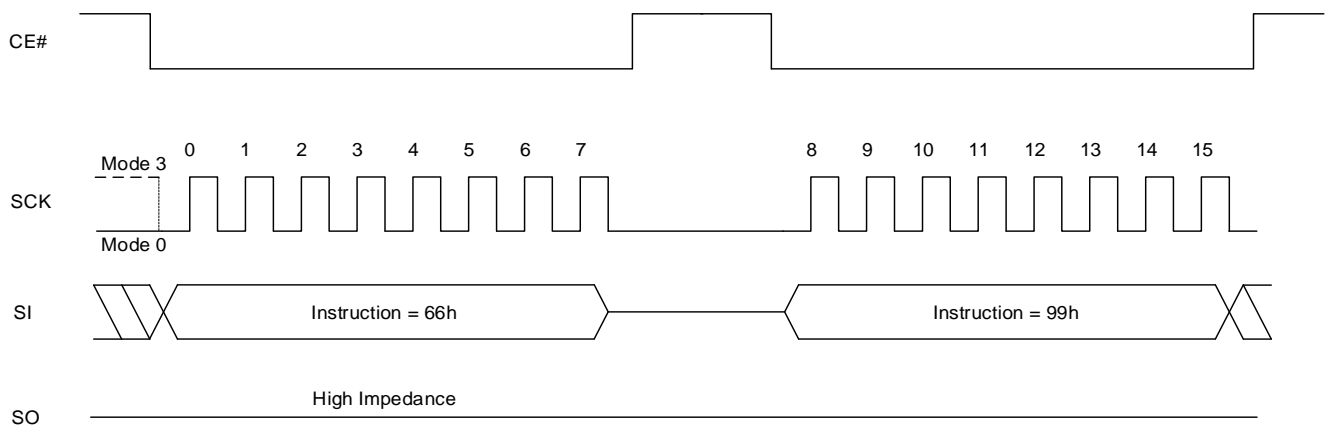 CE#
0 1 2 3 4 5 6 7 8 9 10 11 12 13 14 15
Mode 3
SCK
Mode 0
SI
Instruction = 66h
Instruction = 99h
High Impedance
SO